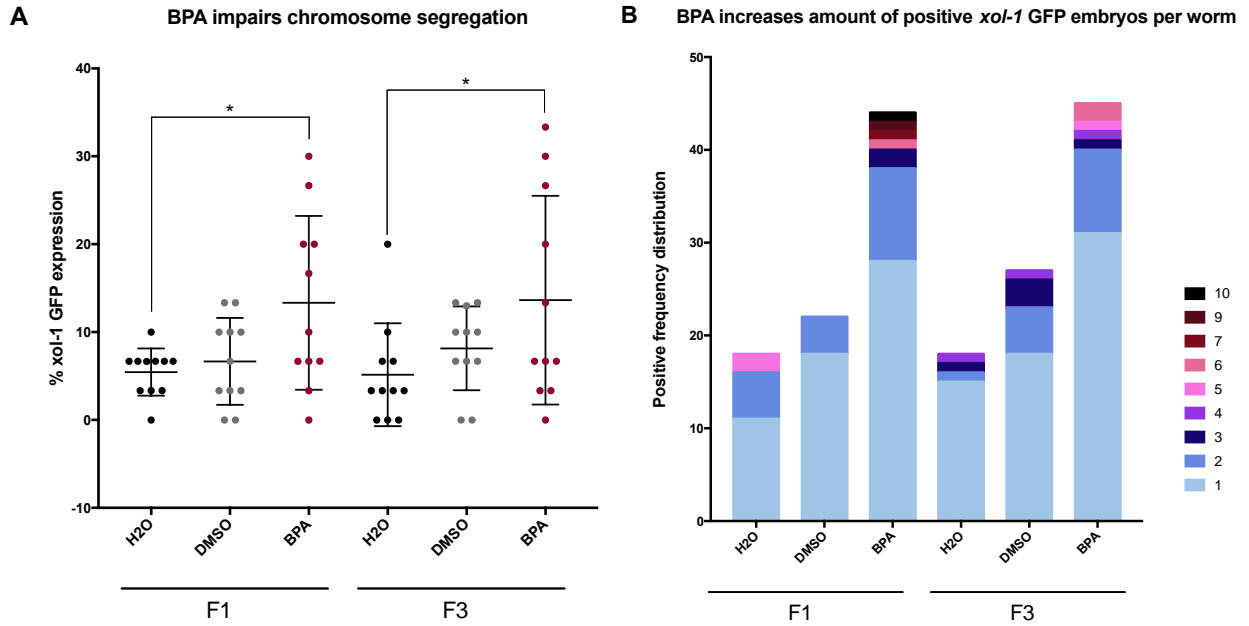 A
BPA impairs chromosome segregation
40
30
20
10
0
-10
% xol-1 GFP expression
*
*
H2O
DMSO
BPA
H2O
DMSO
BPA
F1
F3
B
BPA increases amount of positive xol-1 GFP embryos per worm
50
40
30
20
10
0
Positive frequency distribution
H2O
DMSO
BPA
H2O
DMSO
BPA
F1
F3
10
9
7
6
5
4
3
2
1